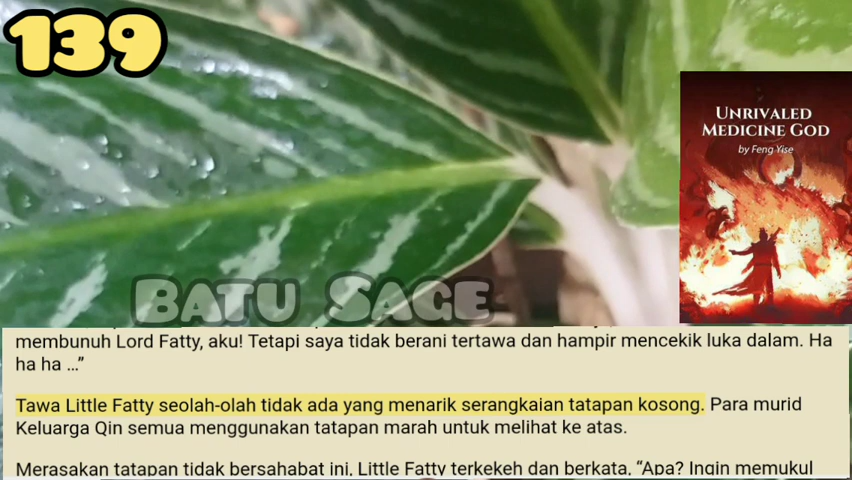 139
UNRIVALED
MEDICINE GOD
by Feng Yise
BATU SAGE
membunuh Lord Fatty, aku! Tetapi saya tidak berani tertawa dan hampir mencekik luka dalam. Ha
ha ha ...”
Tawa Little Fatty seolah-olah tidak ada yang menarik serangkaian tatapan kosong. Para murid
Keluarga Qin semua menggunakan tatapan marah untuk melihat ke atas.
Merasakan tatapan tidak bersahabat ini, Little Fatty terkekeh dan berkata, “Apa? Ingin memukul